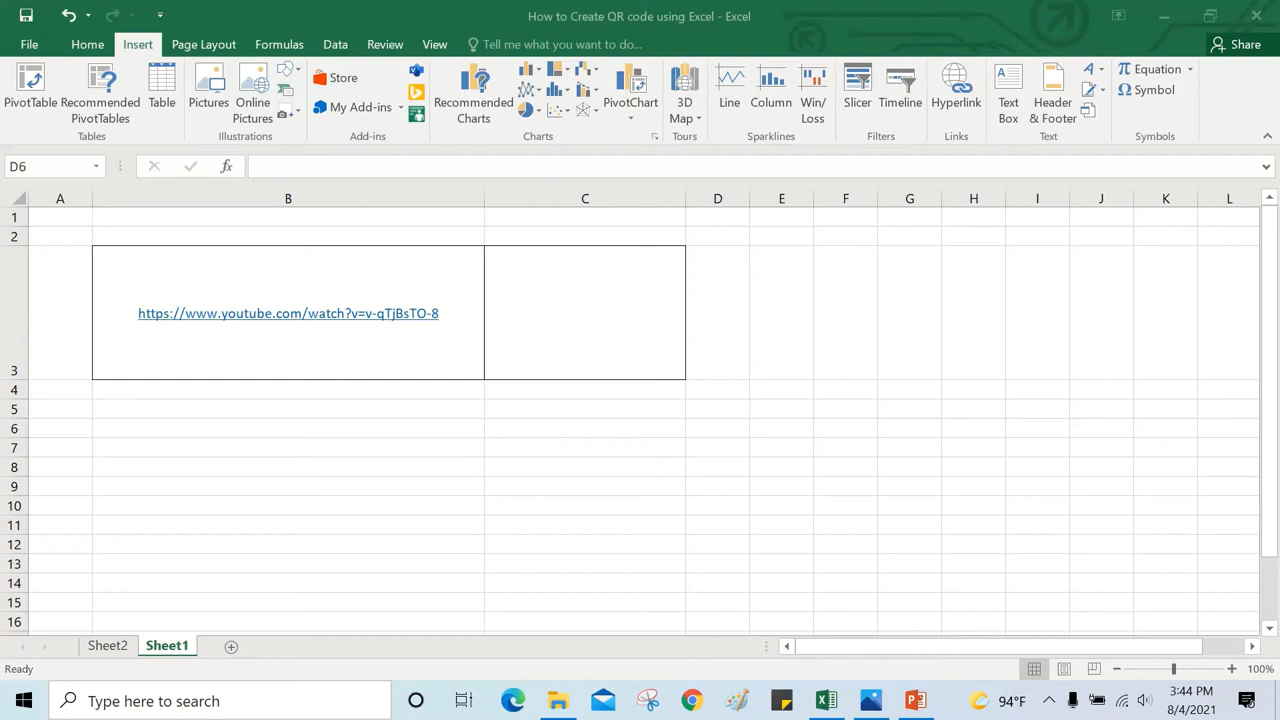 How to Create QR code using Excel - Excel
File Home Insert Page Layout Formulas Data Review View Tell me what you want to do... Share
PivotTable Recommended PivotTables Table
Pictures Online Pictures
Store
My Add-ins
Recommended Charts
PivotChart
3D Map
Line Column Win/ Loss
Slicer Timeline
Hyperlink
Text Box Header & Footer
Equation
Symbol
Tables Illustrations Add-ins Charts Tours Sparklines Filters Links Text Symbols
D6 fx
A B C D E F G H I J K L
1
2
https://www.youtube.com/watch?v=v-qTjBsTO-8
3
4
5
6
7
8
9
10
11
12
13
14
15
16
Sheet2 Sheet1
Ready 100%
Type here to search 94°F 3:44 PM
8/4/2021